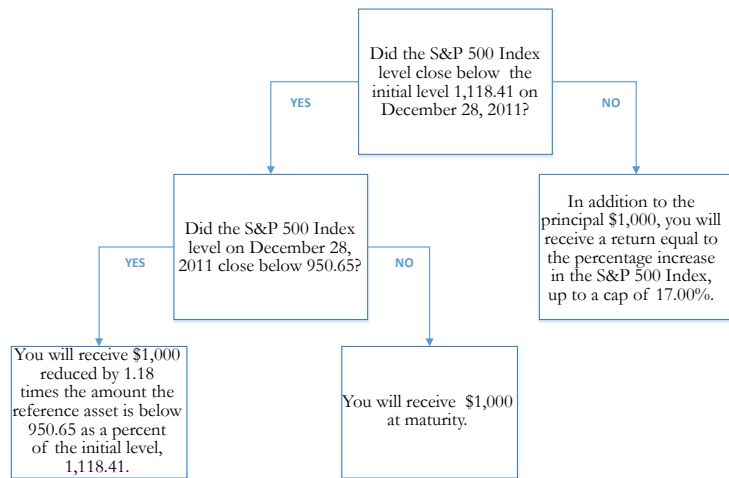 Did the S&P 500 Index
level close below the
initial level 1,118.41 on
December 28, 2011?
YES
NO
Did the S&P 500 Index
level on December 28,
2011 close below 950.65?
In addition to the
principal $1,000, you will
receive a return equal to
the percentage increase
in the S&P 500 Index,
up to a cap of 17.00%.
YES
NO
You will receive $1,000
reduced by 1.18
times the amount the
reference asset is below
950.65 as a percent
of the initial level,
1,118.41.
You will receive $1,000
at maturity.